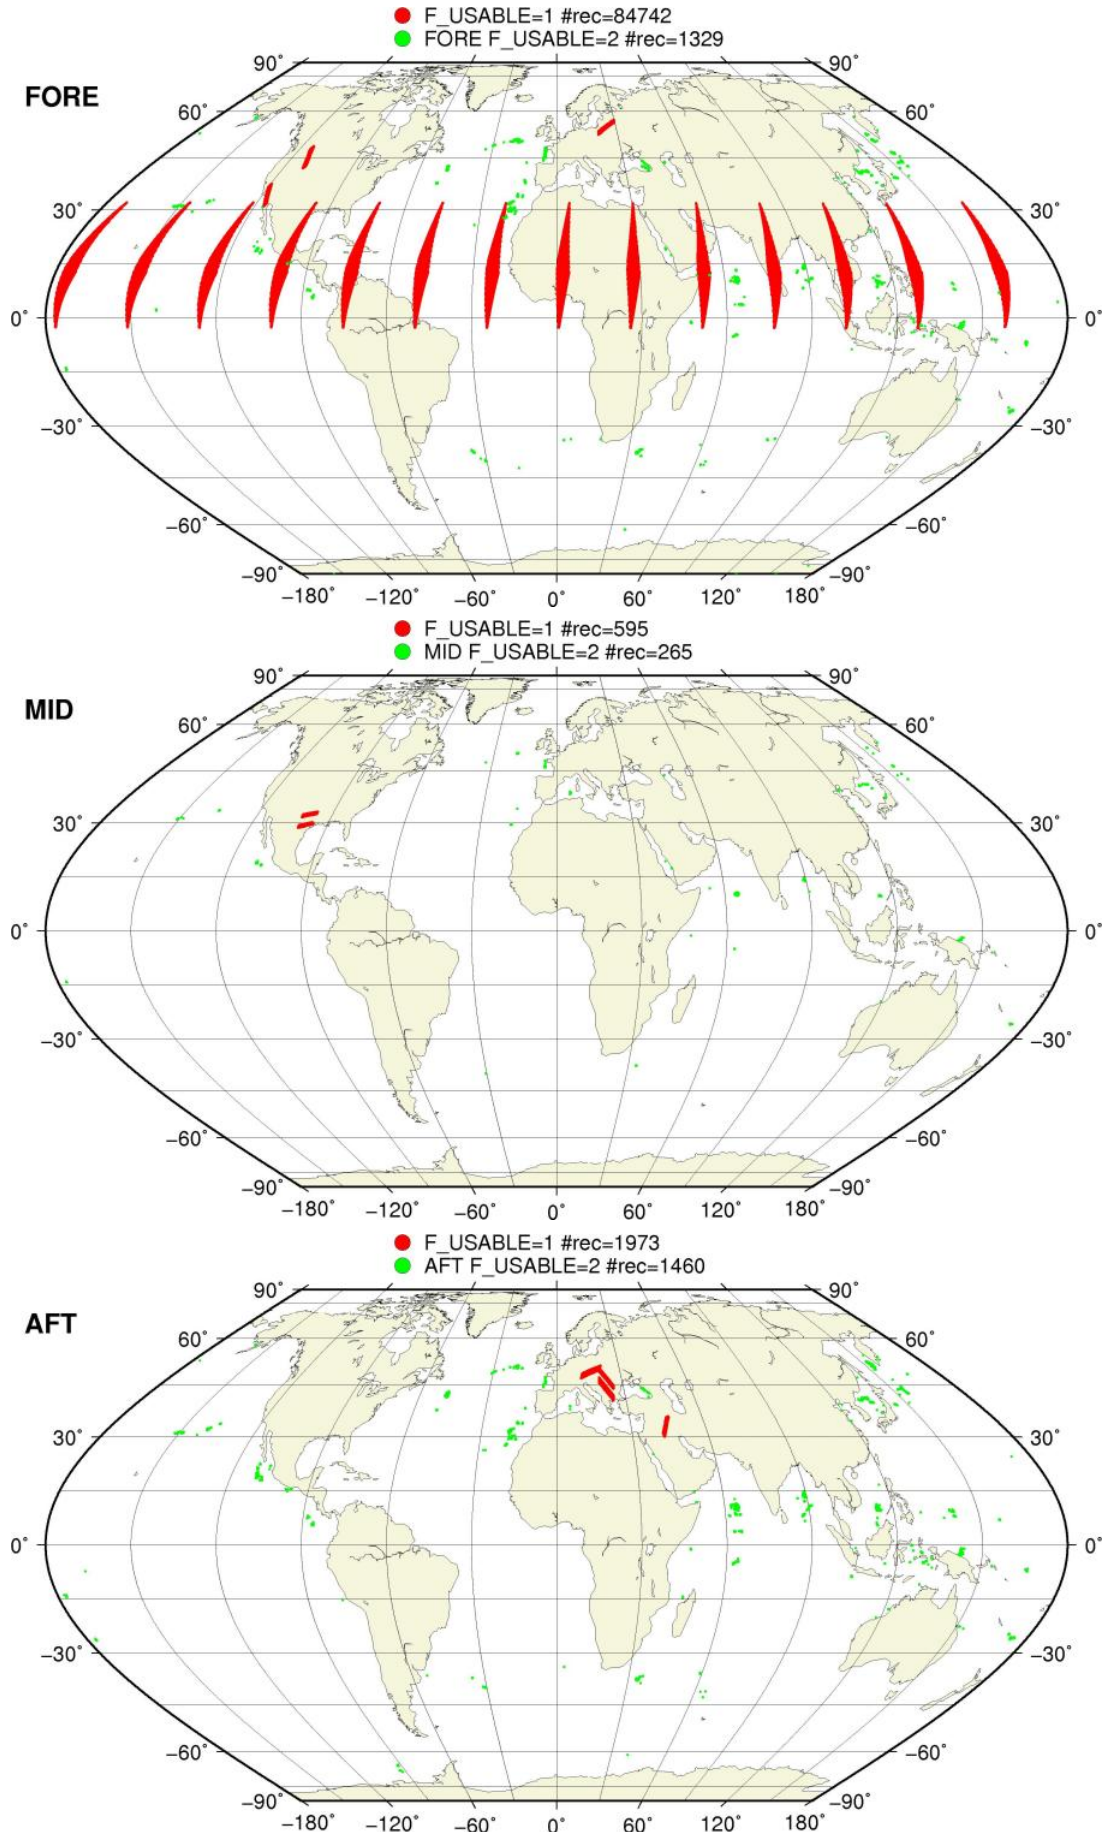 F_USABLE=1 #rec=84742
FORE F_USABLE=2 #rec=1329
90° 90°
FORE
60° 60°
30° 30°
0° 0°
−30° −30°
−60° −60°
−90° −90°
−180° −120° −60° 0° 60° 120° 180°
F_USABLE=1 #rec=595
MID F_USABLE=2 #rec=265
90° 90°
MID
60° 60°
30° 30°
0° 0°
−30° −30°
−60° −60°
−90° −90°
−180° −120° −60° 0° 60° 120° 180°
F_USABLE=1 #rec=1973
AFT F_USABLE=2 #rec=1460
90° 90°
AFT
60° 60°
30° 30°
0° 0°
−30° −30°
−60° −60°
−90° −90°
−180° −120° −60° 0° 60° 120° 180°